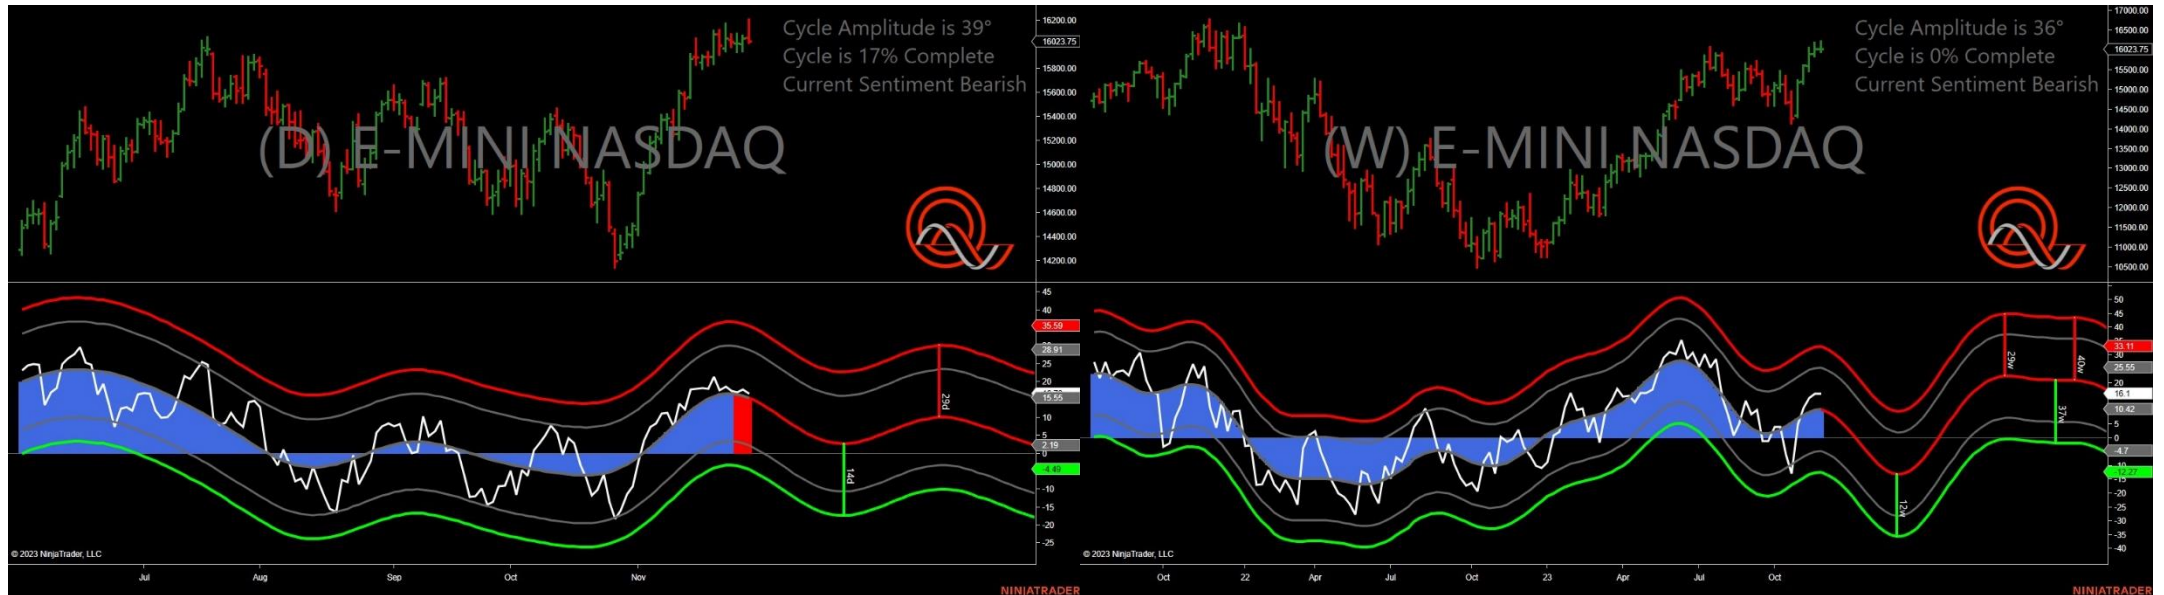 Cycle Amplitude is 39°
Cycle is 17% Complete
Current Sentiment Bearish
(D) E-MINI NASDAQ
16200.00
16023.75
15800.00
15600.00
15400.00
15200.00
15000.00
14800.00
14600.00
14400.00
14200.00
45
40
35.59
28.91
25
20
15.55
10
5
2.19
0
-4.49
-10
-15
-20
-25
29d
14d
© 2023 NinjaTrader, LLC
Jul
Aug
Sep
Oct
Nov
NINJATRADER
Cycle Amplitude is 36°
Cycle is 0% Complete
Current Sentiment Bearish
(W) E-MINI NASDAQ
17000.00
16500.00
16023.75
15500.00
15000.00
14500.00
14000.00
13500.00
13000.00
12500.00
12000.00
11500.00
11000.00
10500.00
50
45
40
33.11
30
25.55
20
16.1
10.42
5
0
-4.7
-10
-12.27
-15
-20
-25
-30
-35
-40
29w
40w
37w
12w
© 2023 NinjaTrader, LLC
Oct
22
Apr
Jul
Oct
23
Apr
Jul
Oct
NINJATRADER